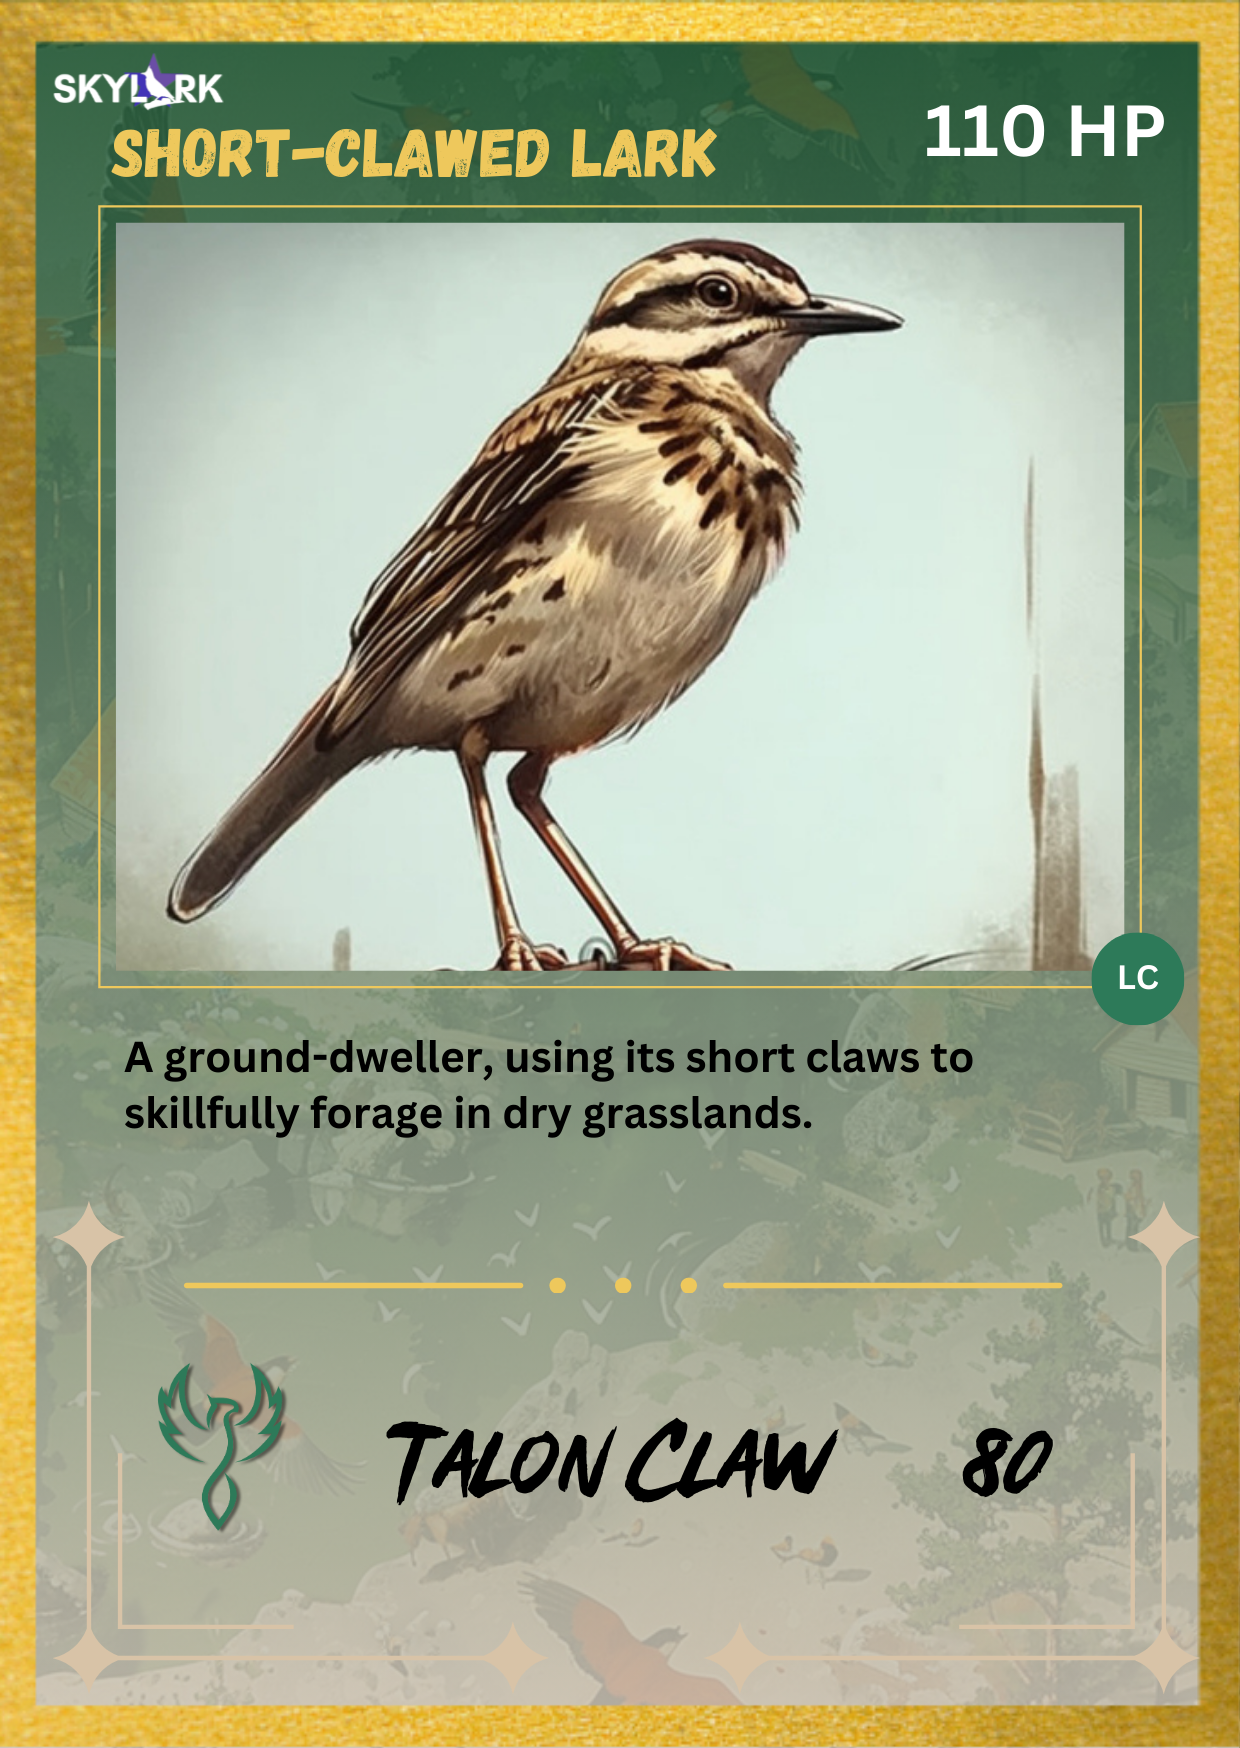 SKYLARK
SHORT-CLAWED LARK
110 HP
LC
A ground-dweller, using its short claws to
skillfully forage in dry grasslands.
TALON CLAW 80